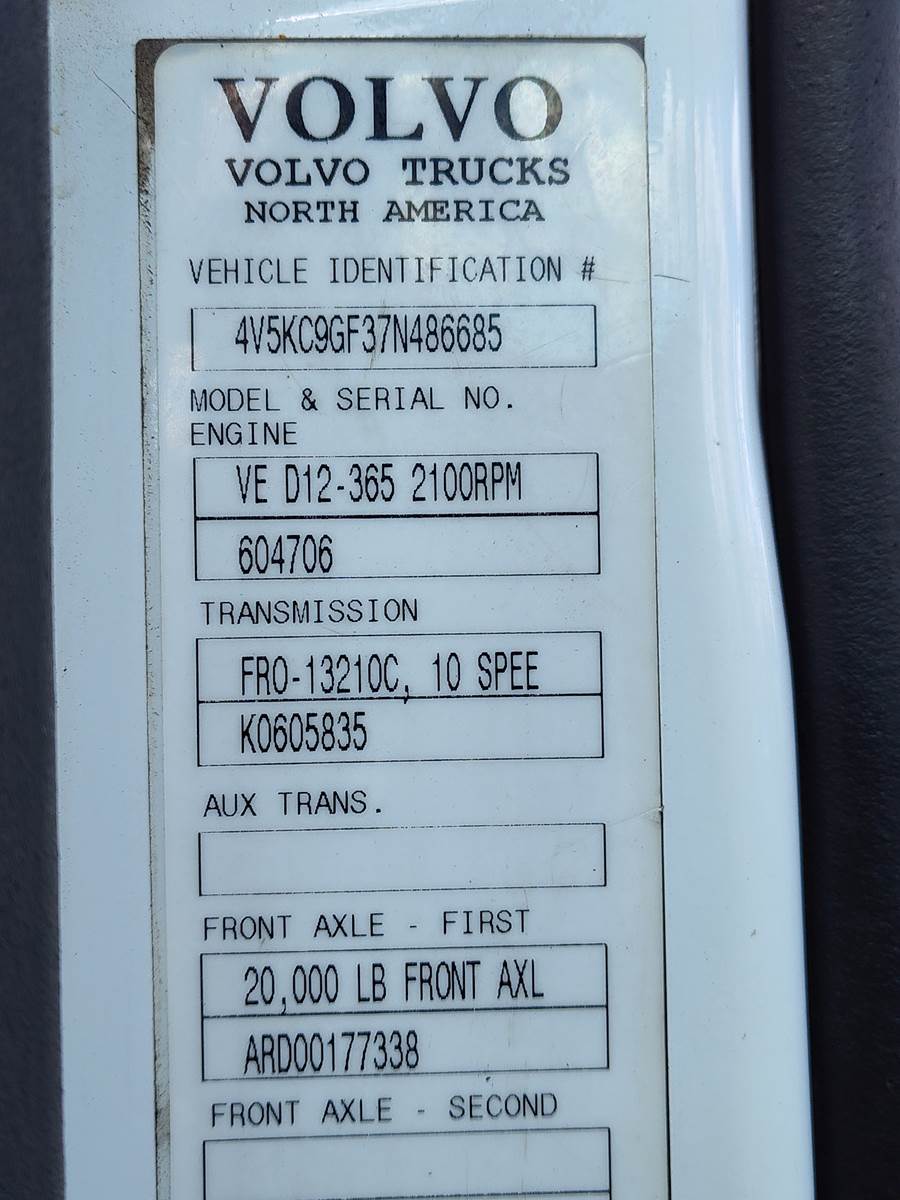 VOLVO
VOLVO TRUCKS
NORTH AMERICA
VEHICLE IDENTIFICATION #
4V5KC9GF37N486685
MODEL & SERIAL NO.
ENGINE
VE D12-365 2100RPM
604706
TRANSMISSION
FRO-13210C, 10 SPEE
K0605835
AUX TRANS.
FRONT AXLE - FIRST
20,000 LB FRONT AXL
ARD00177338
FRONT AXLE - SECOND